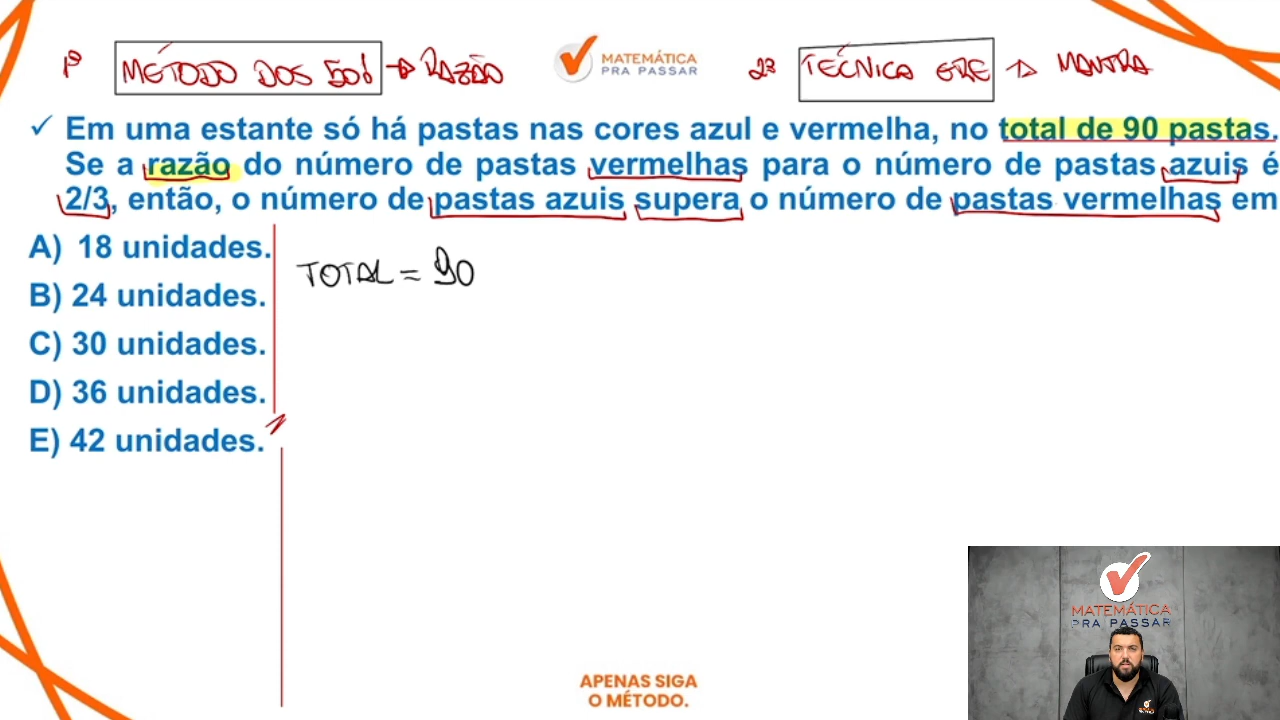 1º MÉTODO DOS 50% → RAZÃO
MATEMÁTICA
PRA PASSAR
2ª TÉCNICA → MANTRA
✓ Em uma estante só há pastas nas cores azul e vermelha, no total de 90 pastas.
Se a razão do número de pastas vermelhas para o número de pastas azuis é
2/3, então, o número de pastas azuis supera o número de pastas vermelhas em
A) 18 unidades.
B) 24 unidades.
C) 30 unidades.
D) 36 unidades.
E) 42 unidades.
TOTAL = 90
MATEMÁTICA
PRA PASSAR
APENAS SIGA
O MÉTODO.